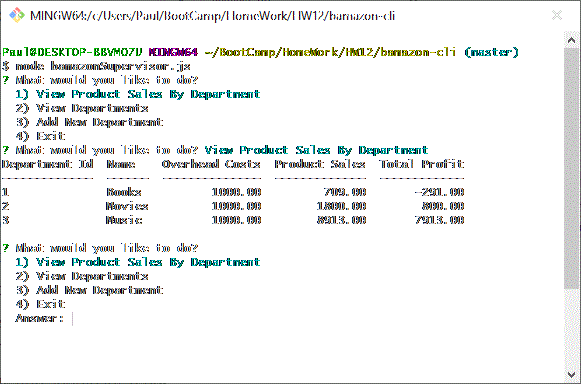 MINGW64:/c/Users/Paul/BootCamp/HomeWork/HW12/bamazon-cli
Paul@DESKTOP-BBVMO7U MINGW64 ~/BootCamp/HomeWork/HW12/bamazon-cli (master)
$ node bamazonSupervisor.js
? What would you like to do?
1) View Product Sales By Department
2) View Departments
3) Add New Department
4) Exit
? What would you like to do? View Product Sales By Department
Department Id Name Overhead Costs Product Sales Total Profit
------------- ------ -------------- ------------- ------------
1 Books 1000.00 709.00 -291.00
2 Movies 1000.00 1800.00 800.00
3 Music 1000.00 8913.00 7913.00
? What would you like to do?
1) View Product Sales By Department
2) View Departments
3) Add New Department
4) Exit
Answer: